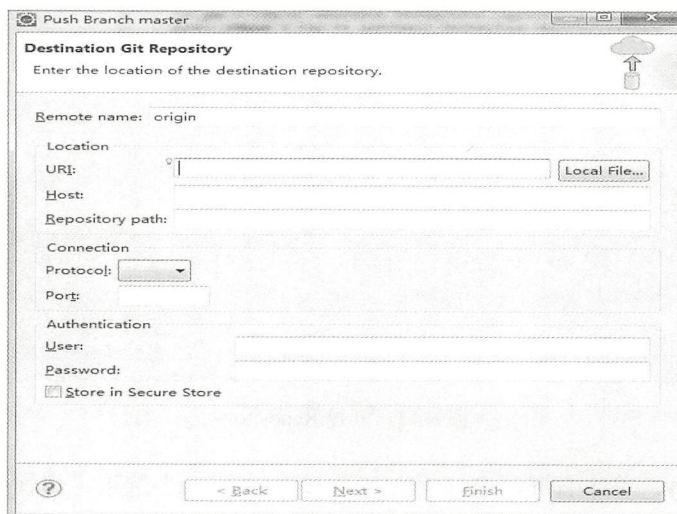 Push Branch master
Destination Git Repository
Enter the location of the destination repository.
Remote name: origin
Location
URI:
Local File...
Host:
Repository path:
Connection
Protocol:
Port:
Authentication
User:
Password:
Store in Secure Store
?
< Back
Next >
Finish
Cancel